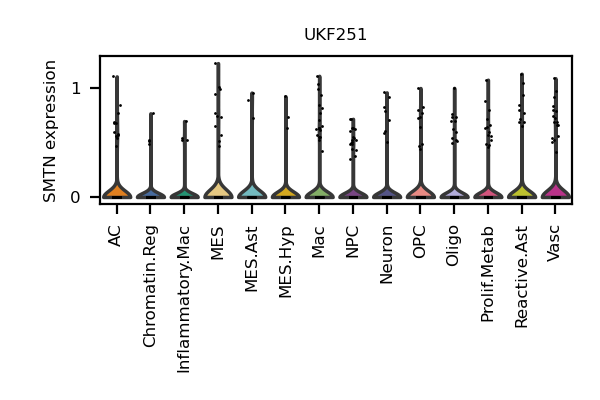 UKF251
SMTN expression
1
0
AC
Chromatin.Reg
Inflammatory.Mac
MES
MES.Ast
MES.Hyp
Mac
NPC
Neuron
OPC
Oligo
Prolif.Metab
Reactive.Ast
Vasc